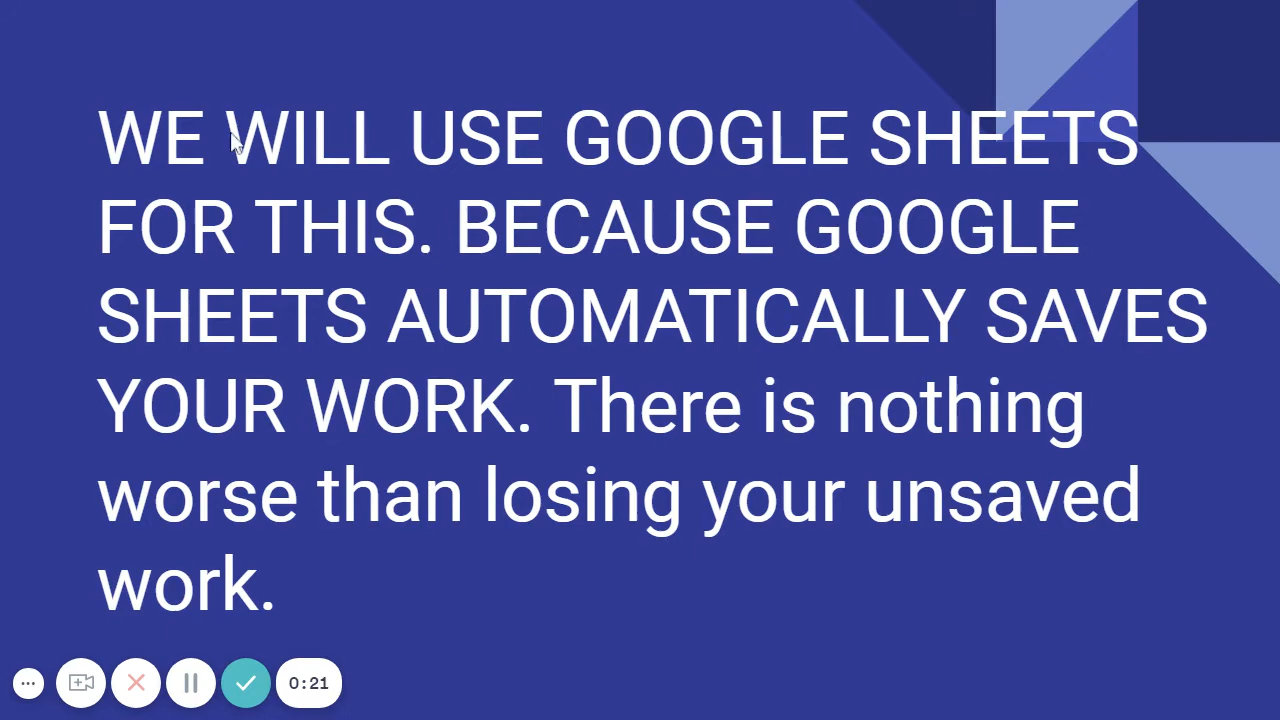 WE WILL USE GOOGLE SHEETS
FOR THIS. BECAUSE GOOGLE
SHEETS AUTOMATICALLY SAVES
YOUR WORK. There is nothing
worse than losing your unsaved
work.
0:21